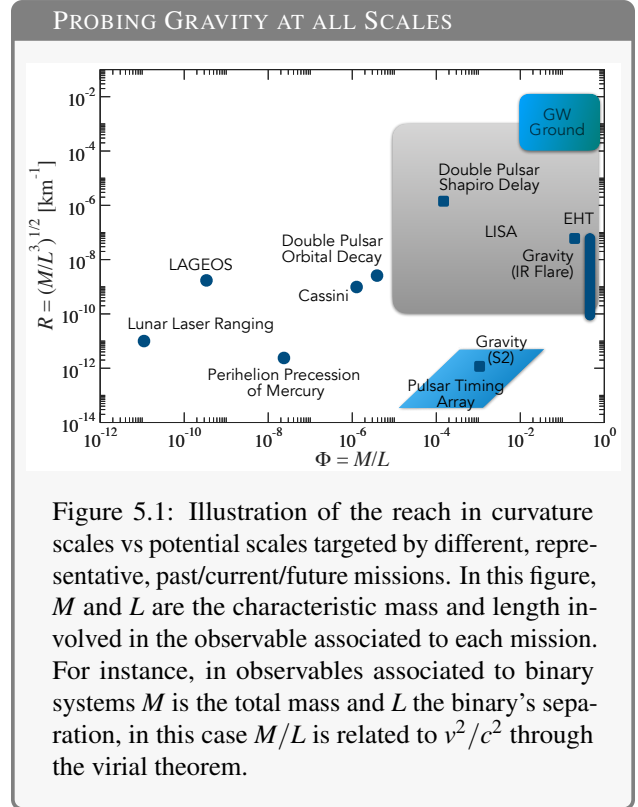 PROBING GRAVITY AT ALL SCALES
10⁻²
10⁻⁴
10⁻⁶
10⁻⁸
10⁻¹⁰
10⁻¹²
10⁻¹⁴
R = (M/L³)^1/2 [km⁻¹]
GW
Ground
Double Pulsar
Shapiro Delay
EHT
LISA
Gravity
(IR Flare)
Double Pulsar
Orbital Decay
LAGEOS
Cassini
Lunar Laser Ranging
Perihelion Precession
of Mercury
Gravity
(S2)
Pulsar Timing
Array
10⁻¹² 10⁻¹⁰ 10⁻⁸ 10⁻⁶ 10⁻⁴ 10⁻² 10⁰
Φ = M/L
Figure 5.1: Illustration of the reach in curvature
scales vs potential scales targeted by different, repre-
sentative, past/current/future missions. In this figure,
M and L are the characteristic mass and length in-
volved in the observable associated to each mission.
For instance, in observables associated to binary
systems M is the total mass and L the binary's sepa-
ration, in this case M/L is related to v²/c² through
the virial theorem.